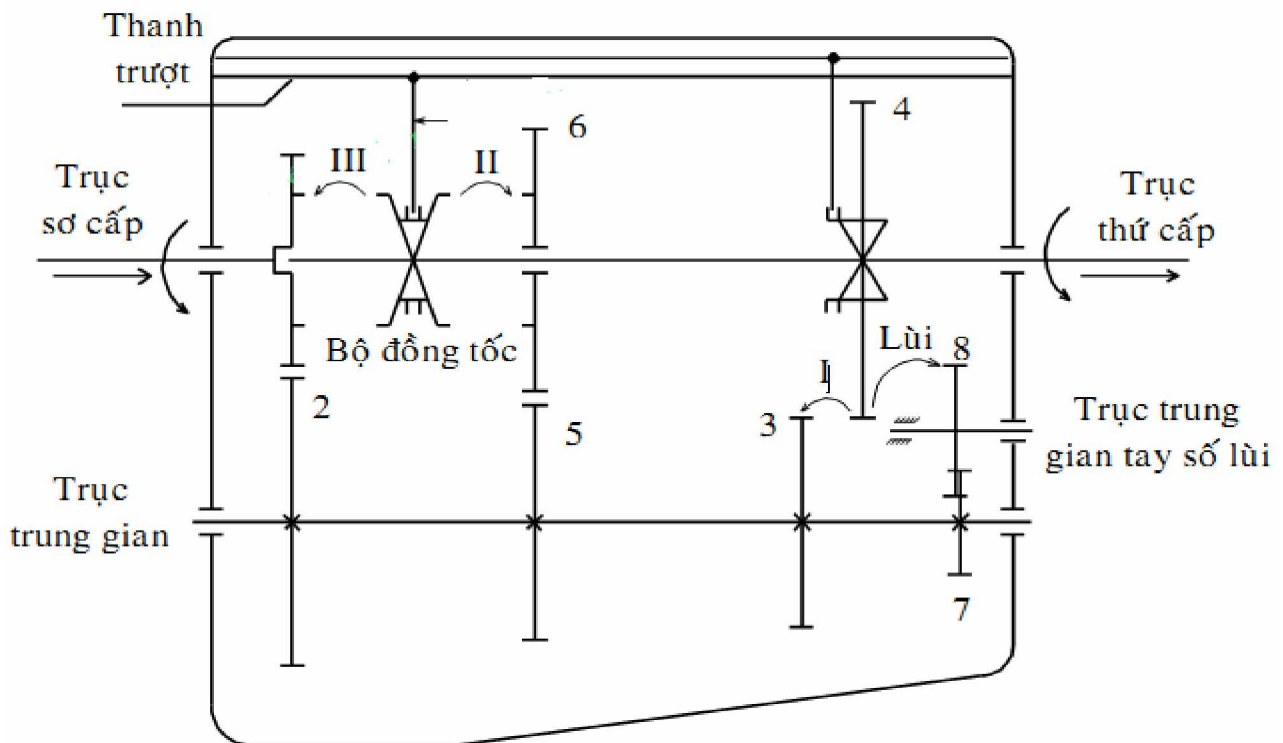 Thanh
trượt
4
6
III
II
Trục
sơ cấp
Trục
thứ cấp
Bộ đồng tốc
Lùi
8
I
2
3
5
Trục trung
gian tay số lùi
Trục
trung gian
7